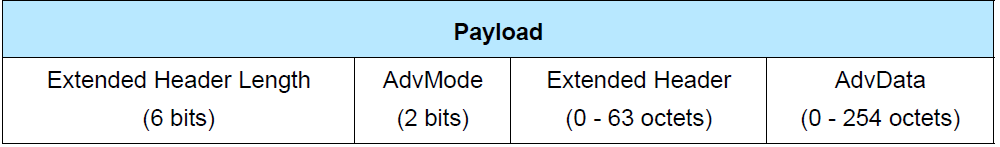 Payload
Extended Header Length AdvMode Extended Header AdvData
(6 bits) (2 bits) (0 - 63 octets) (0 - 254 octets)